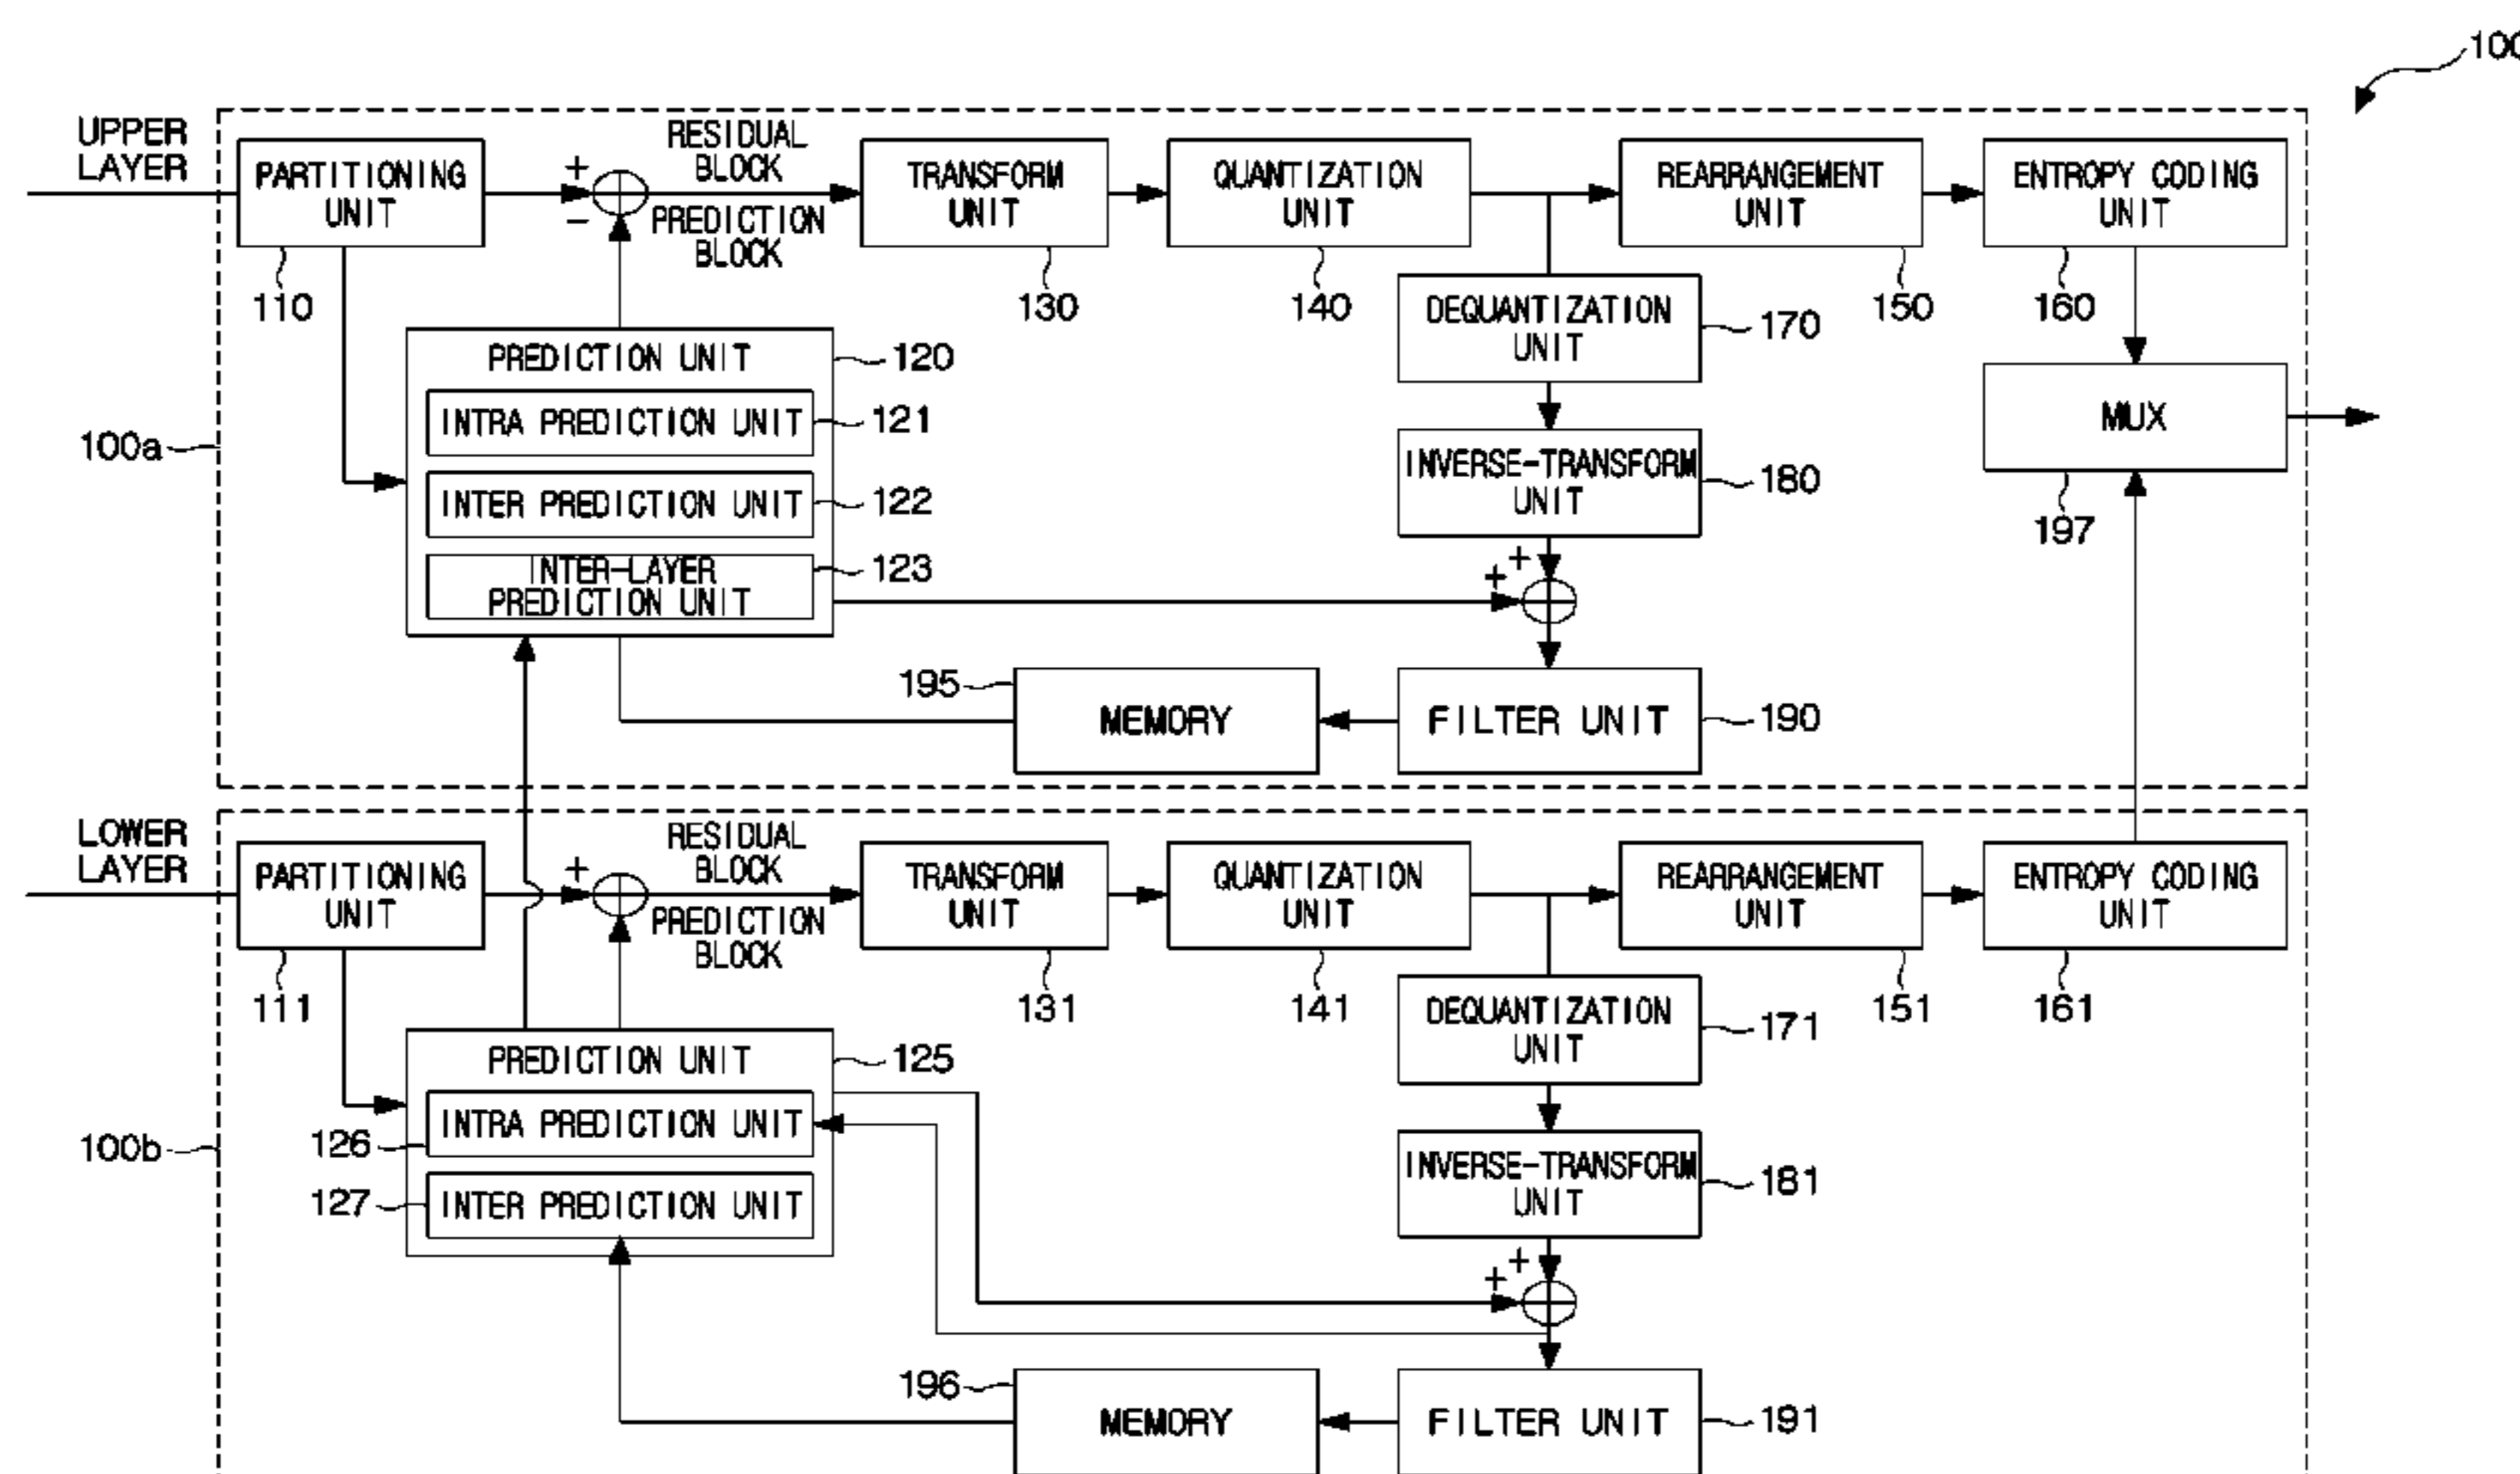 100
UPPER
LAYER
PARTITIONING
UNIT
110
+
−
RESIDUAL
BLOCK
PREDICTION
BLOCK
TRANSFORM
UNIT
130
QUANTIZATION
UNIT
140
REARRANGEMENT
UNIT
150
ENTROPY CODING
UNIT
160
DEQUANTIZATION
UNIT
170
PREDICTION UNIT
120
INTRA PREDICTION UNIT
121
INTER PREDICTION UNIT
122
INTER-LAYER
PREDICTION UNIT
123
100a
INVERSE-TRANSFORM
UNIT
180
MUX
197
+
+
195
MEMORY
FILTER UNIT
190
LOWER
LAYER
PARTITIONING
UNIT
111
+
RESIDUAL
BLOCK
PREDICTION
BLOCK
TRANSFORM
UNIT
131
QUANTIZATION
UNIT
141
REARRANGEMENT
UNIT
151
ENTROPY CODING
UNIT
161
DEQUANTIZATION
UNIT
171
PREDICTION UNIT
125
INTRA PREDICTION UNIT
126
INTER PREDICTION UNIT
127
100b
INVERSE-TRANSFORM
UNIT
181
+
+
196
MEMORY
FILTER UNIT
191